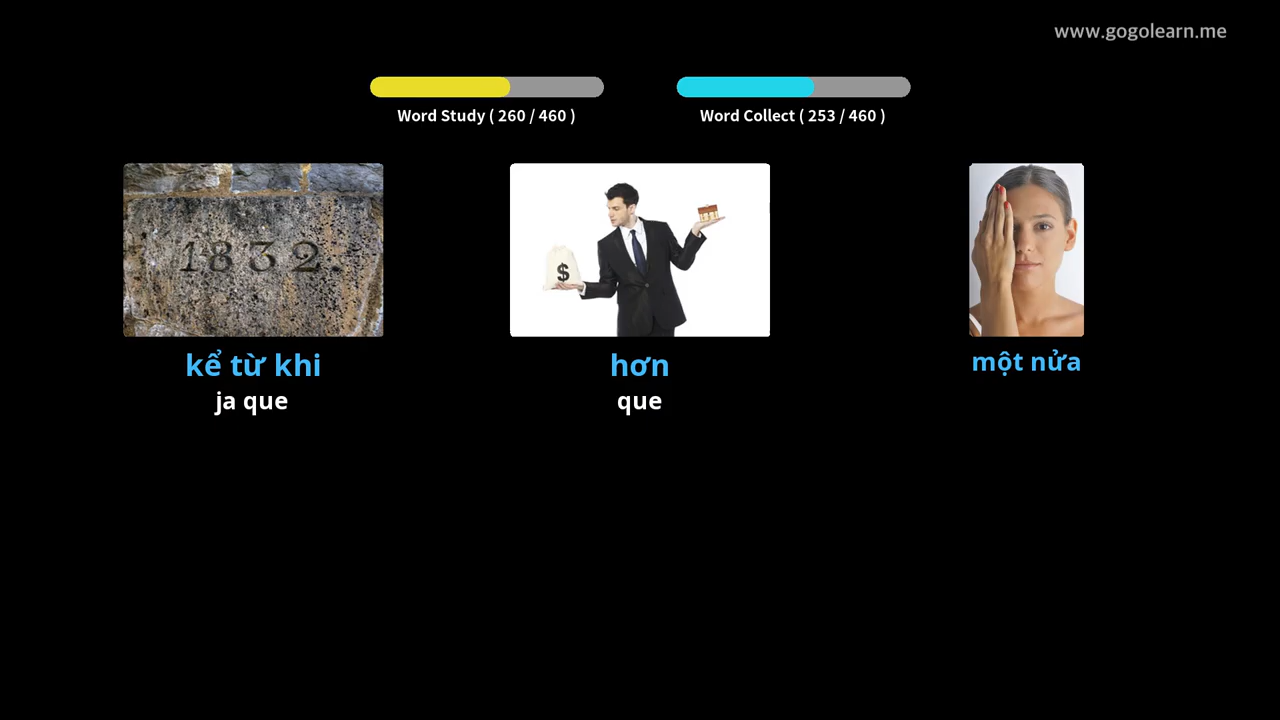 www.gogolearn.me
Word Study ( 260 / 460 )
Word Collect ( 253 / 460 )
1832.
$
kể từ khi
ja que
hơn
que
một nửa